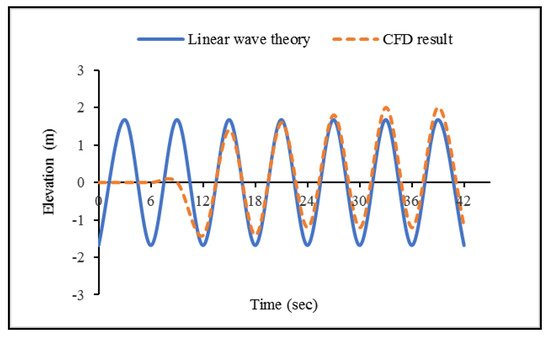 Linear wave theory CFD result
3
2
1
0
-1
-2
-3
Elevation (m)
0 6 12 18 24 30 36 42
Time (sec)